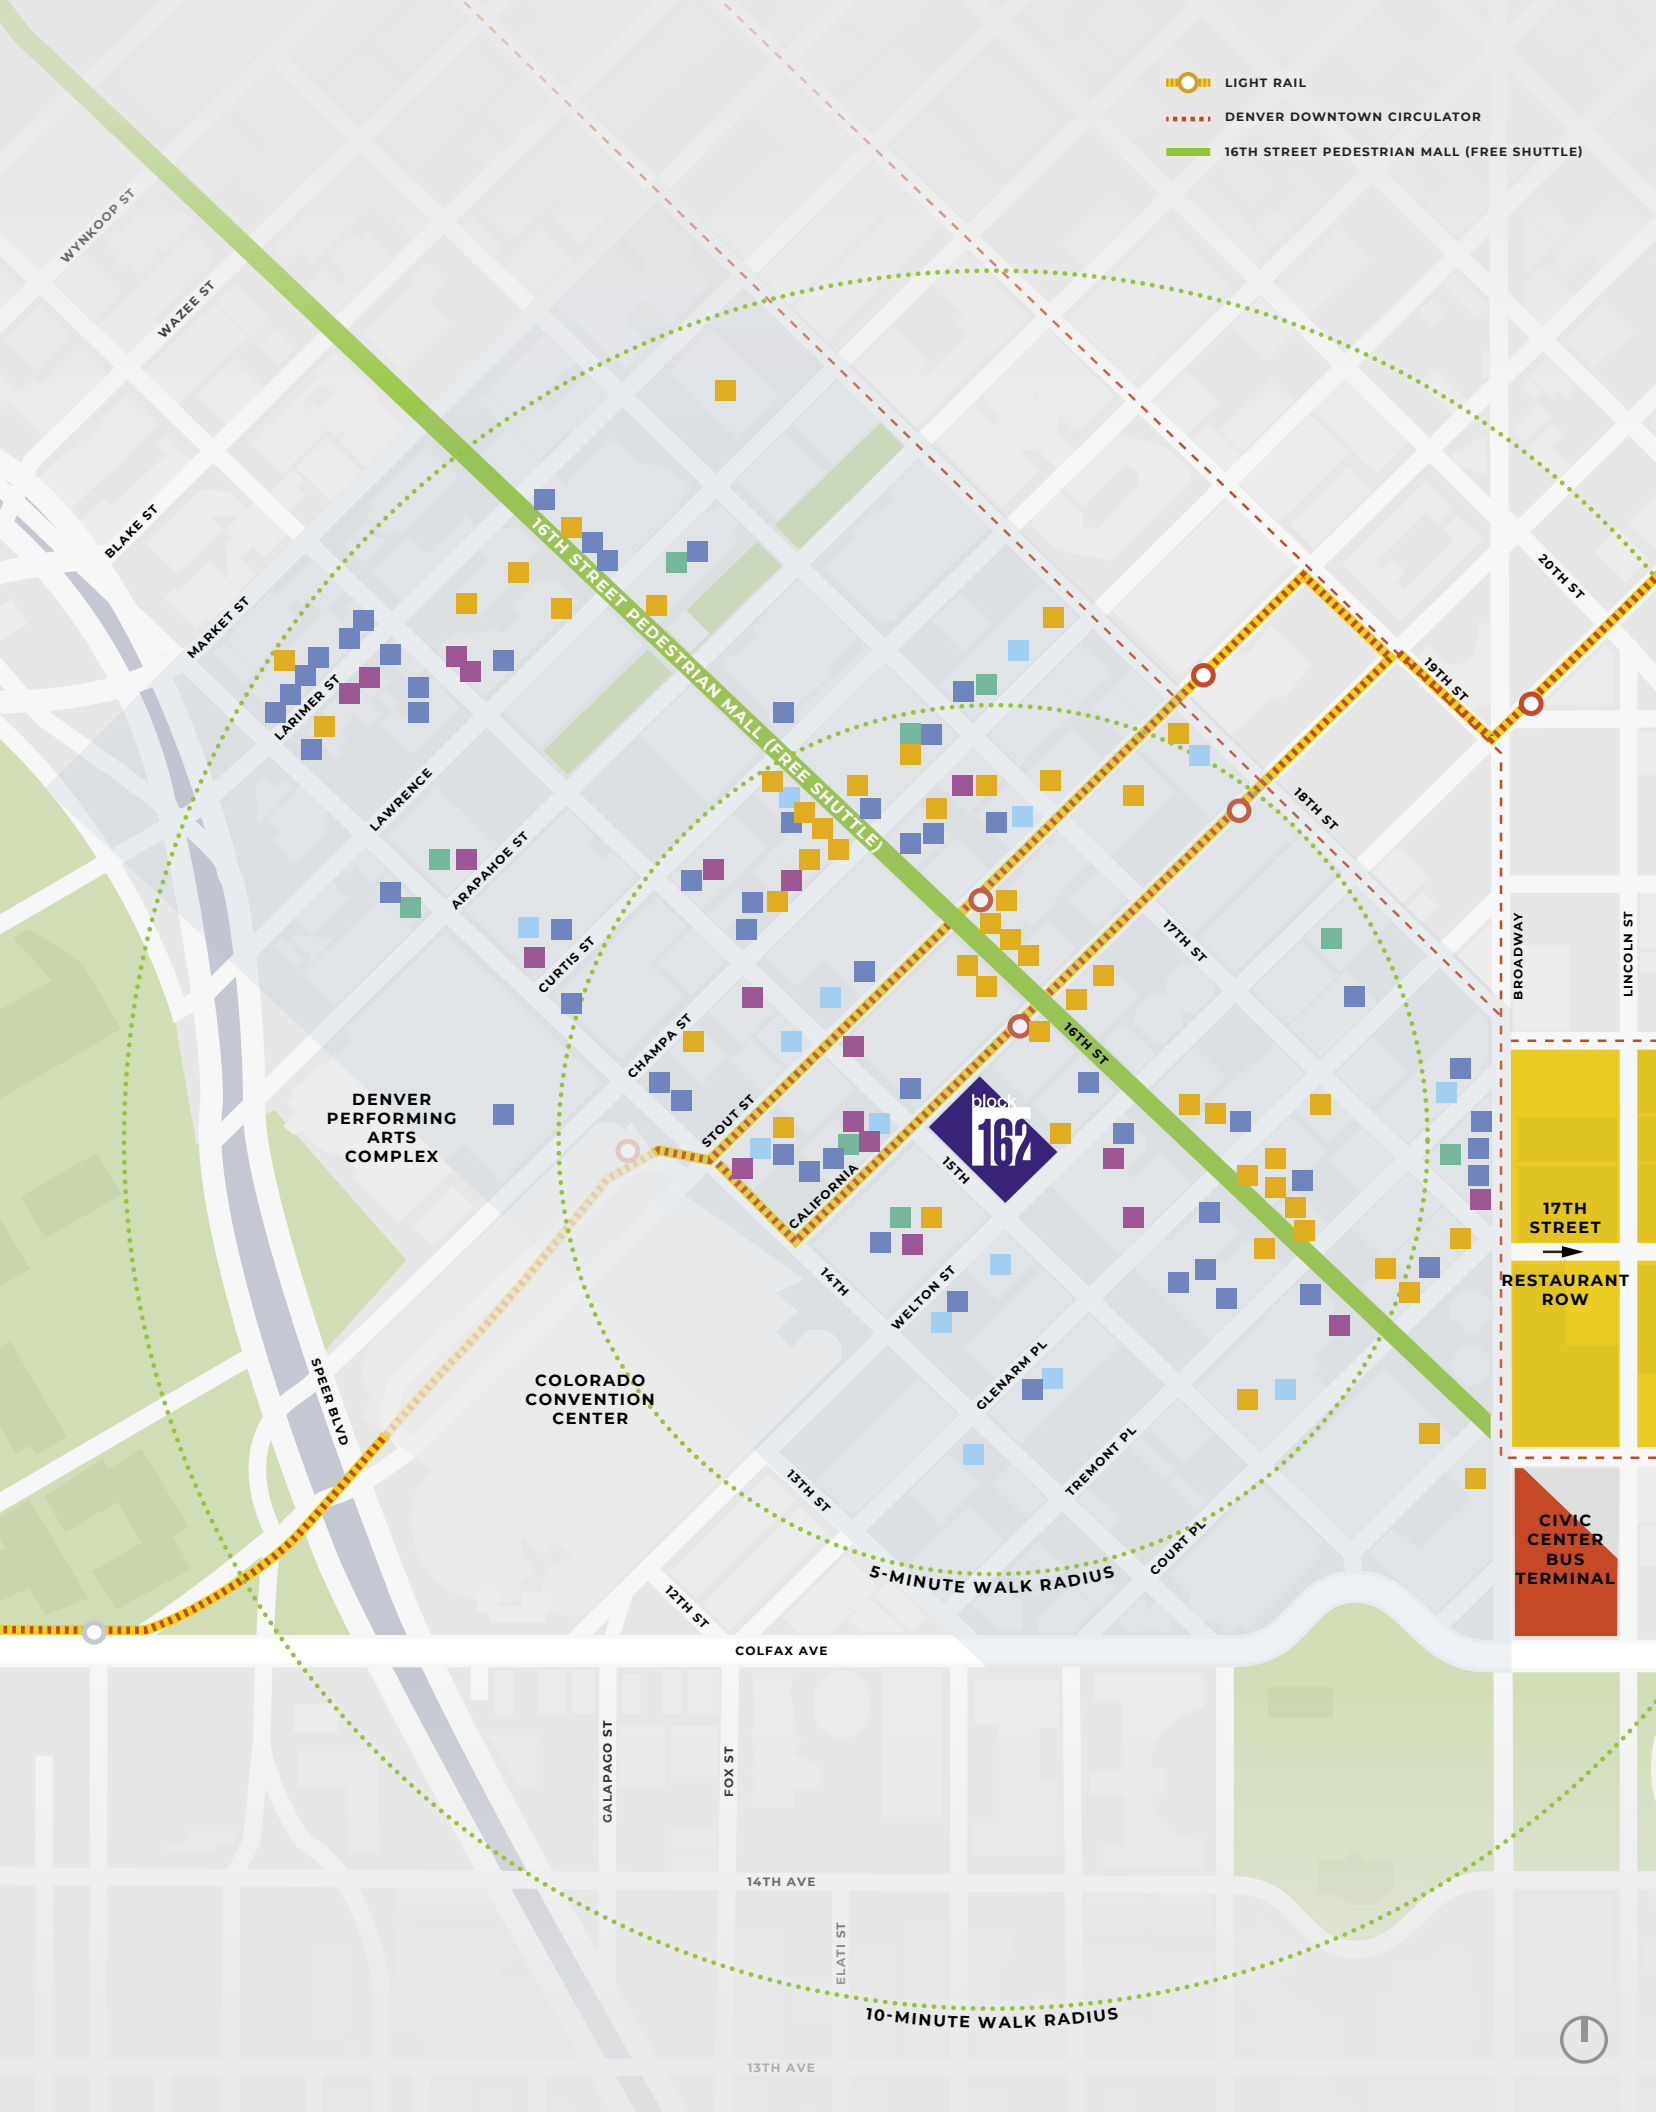 LIGHT RAIL
DENVER DOWNTOWN CIRCULATOR
16TH STREET PEDESTRIAN MALL (FREE SHUTTLE)
WYNKOOP ST
WAZEE ST
BLAKE ST
MARKET ST
LARIMER ST
LAWRENCE
ARAPAHOE ST
CURTIS ST
CHAMPA ST
STOUT ST
CALIFORNIA
WELTON ST
GLENARM PL
TREMONT PL
COURT PL
16TH STREET PEDESTRIAN MALL (FREE SHUTTLE)
16TH ST
20TH ST
19TH ST
18TH ST
17TH ST
15TH
14TH
13TH ST
12TH ST
BROADWAY
LINCOLN ST
block
162
DENVER
PERFORMING
ARTS
COMPLEX
COLORADO
CONVENTION
CENTER
SPEER BLVD
17TH
STREET
RESTAURANT
ROW
CIVIC
CENTER
BUS
TERMINAL
5-MINUTE WALK RADIUS
COLFAX AVE
GALAPAGO ST
FOX ST
14TH AVE
ELATI ST
10-MINUTE WALK RADIUS
13TH AVE